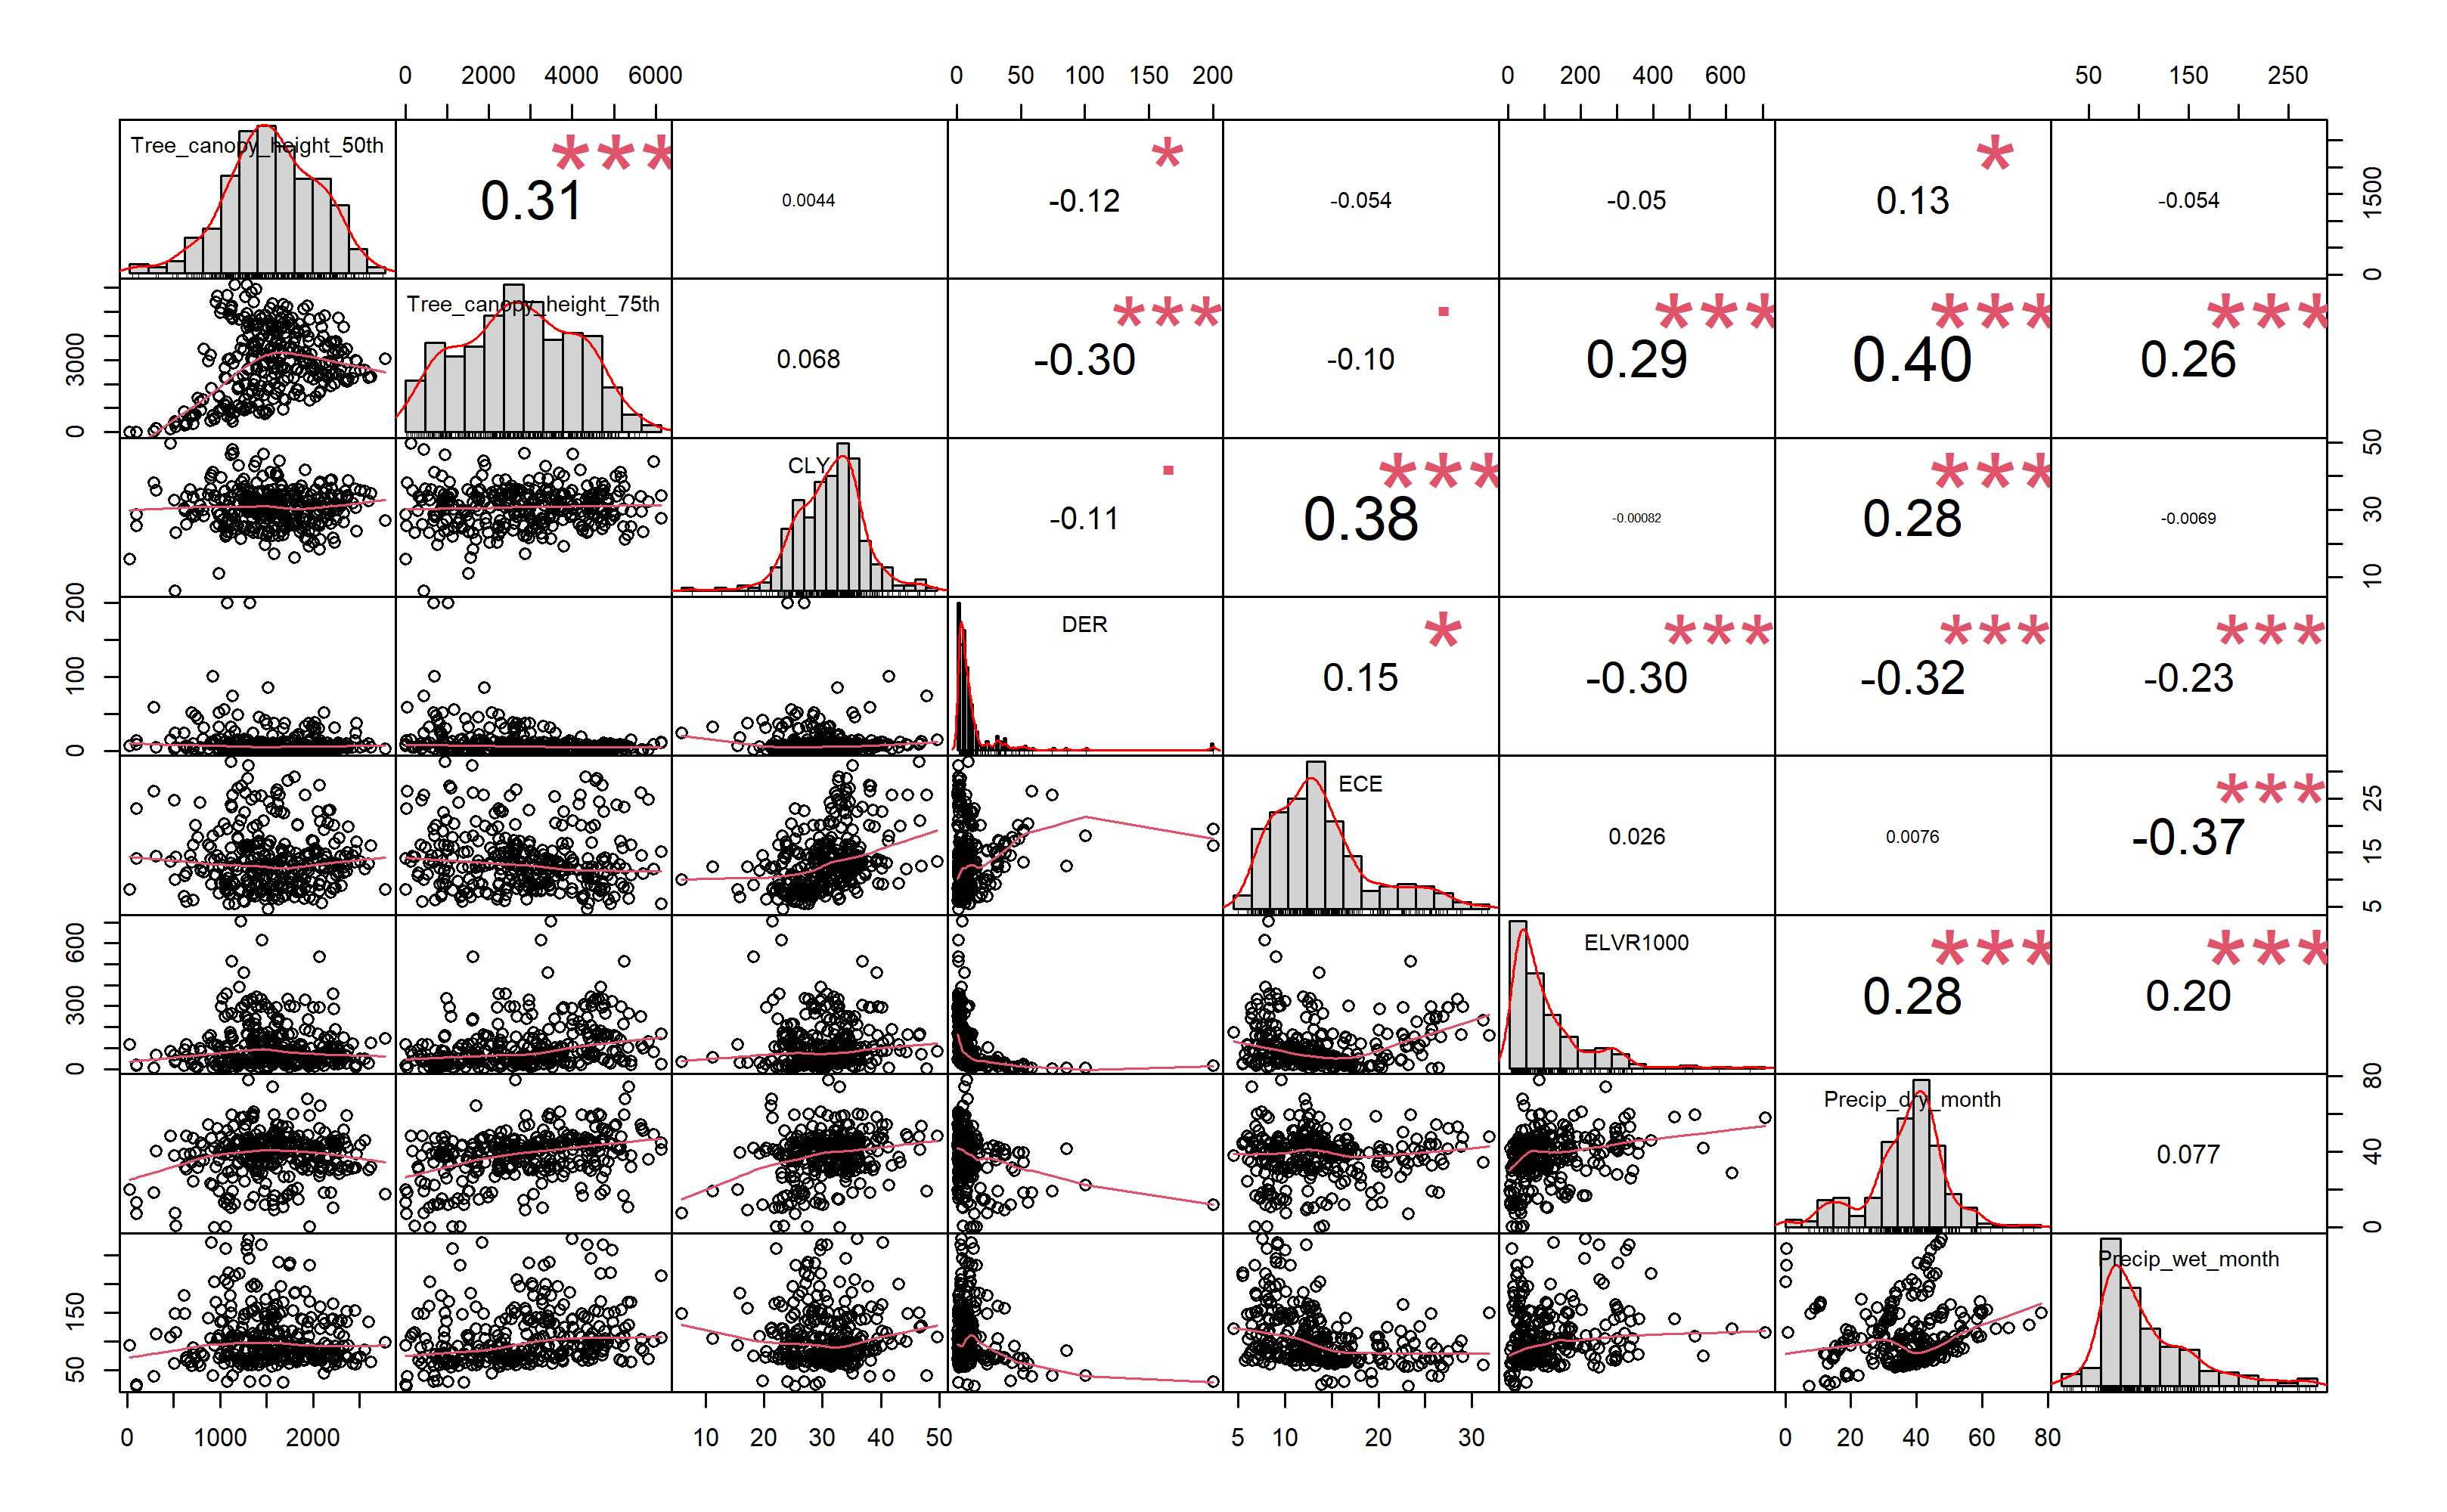 0 2000 4000 6000 0 50 100 150 200 0 200 400 600 50 150 250
Tree_canopy_height_50th *** 0.31 0.0044 * -0.12 -0.054 -0.05 * 0.13 -0.054 0 1500
0 3000 Tree_canopy_height_75th 0.068 *** -0.30 . -0.10 *** 0.29 *** 0.40 *** 0.26
CLY . -0.11 *** 0.38 -0.00082 *** 0.28 -0.0069 10 30 50
0 100 200 DER * 0.15 *** -0.30 *** -0.32 *** -0.23
ECE 0.026 0.0076 *** -0.37 5 15 25
0 300 600 ELVR1000 *** 0.28 *** 0.20
Precip_dry_month 0.077 0 40 80
50 150 Precip_wet_month
0 1000 2000 10 20 30 40 50 5 10 20 30 0 20 40 60 80